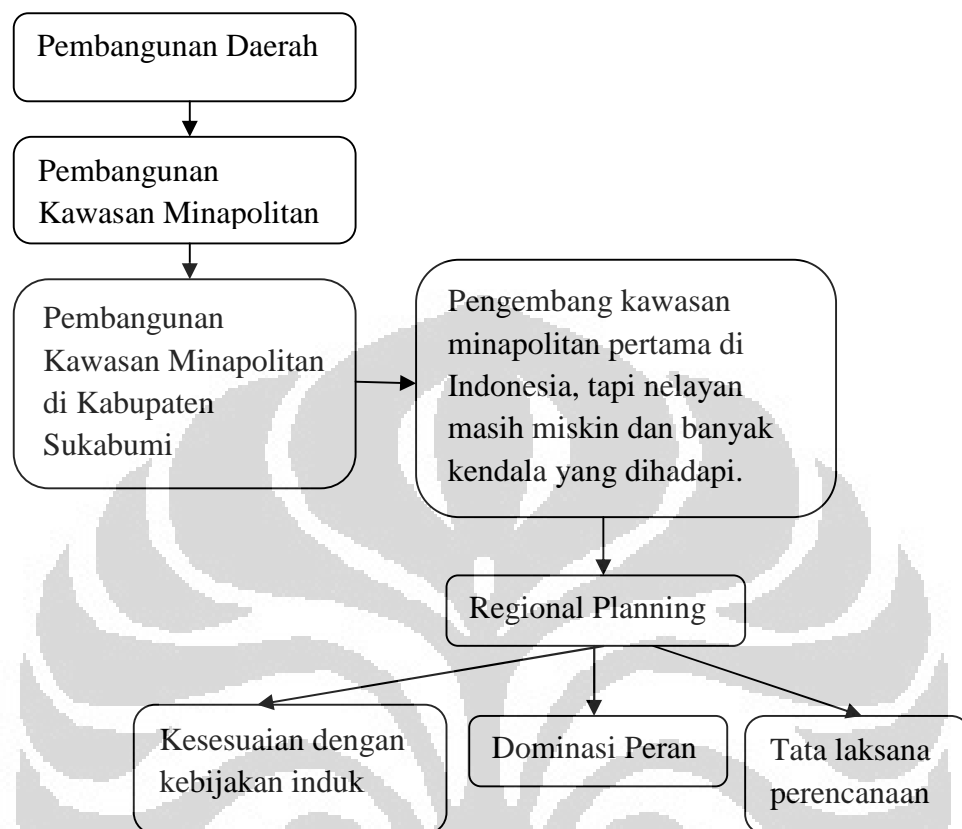 Pembangunan Daerah
Pembangunan
Kawasan Minapolitan
Pembangunan
Kawasan Minapolitan
di Kabupaten
Sukabumi
Pengembang kawasan
minapolitan pertama di
Indonesia, tapi nelayan
masih miskin dan banyak
kendala yang dihadapi.
Regional Planning
Kesesuaian dengan
kebijakan induk
Dominasi Peran
Tata laksana
perencanaan